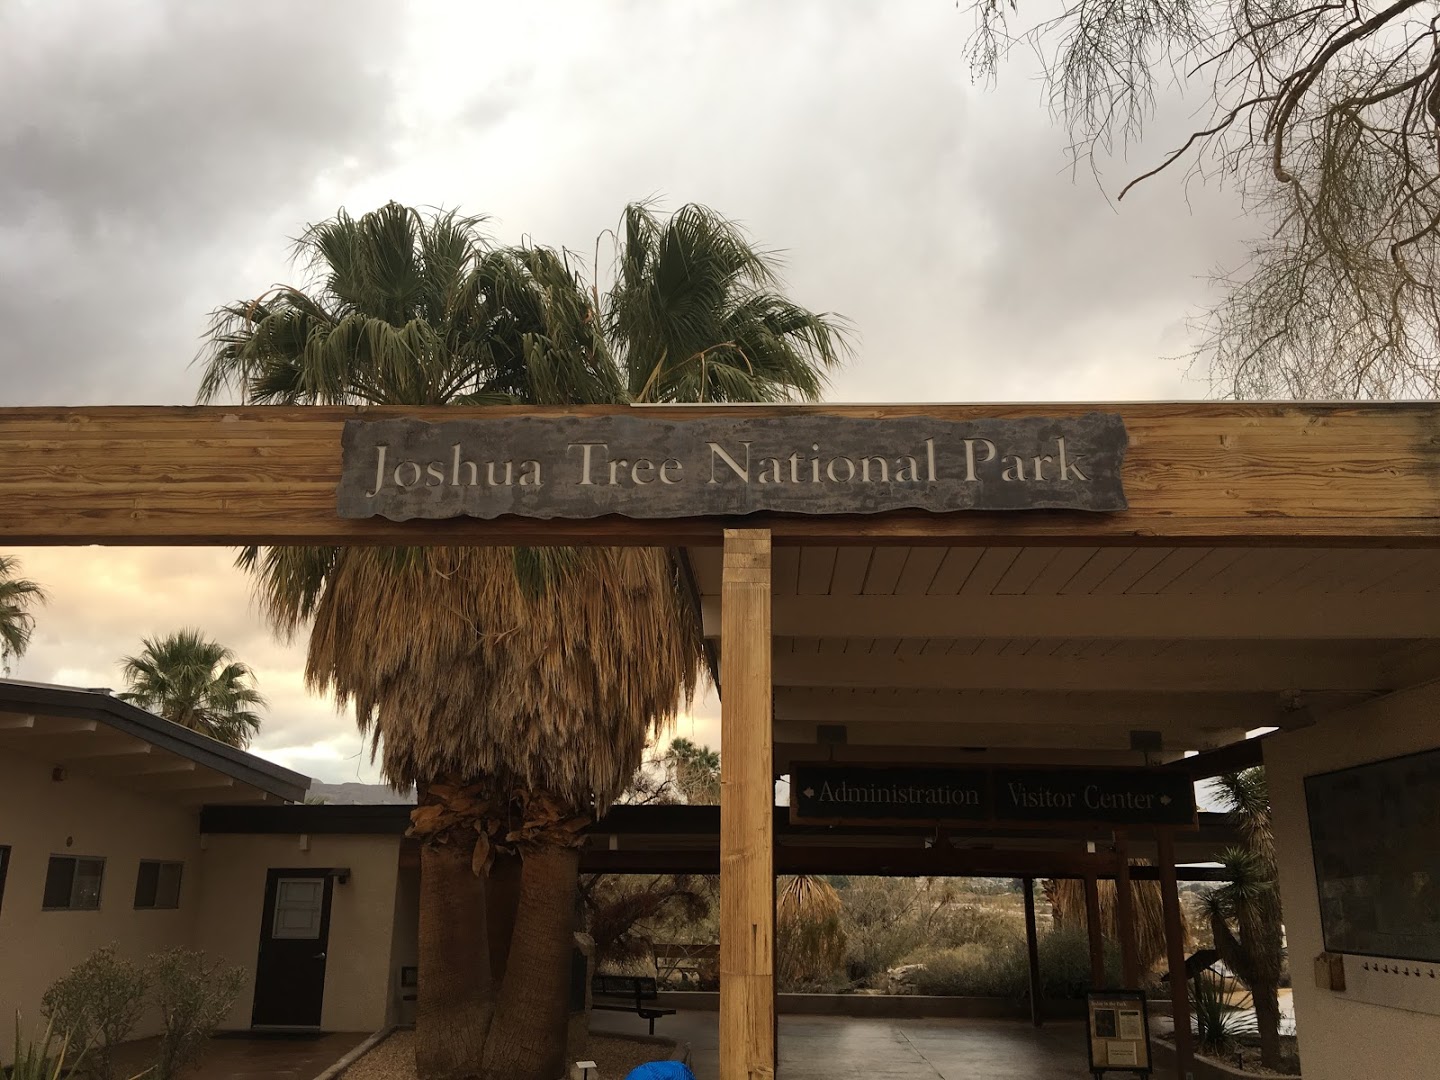 Joshua Tree National Park
Administration
Visitor Center